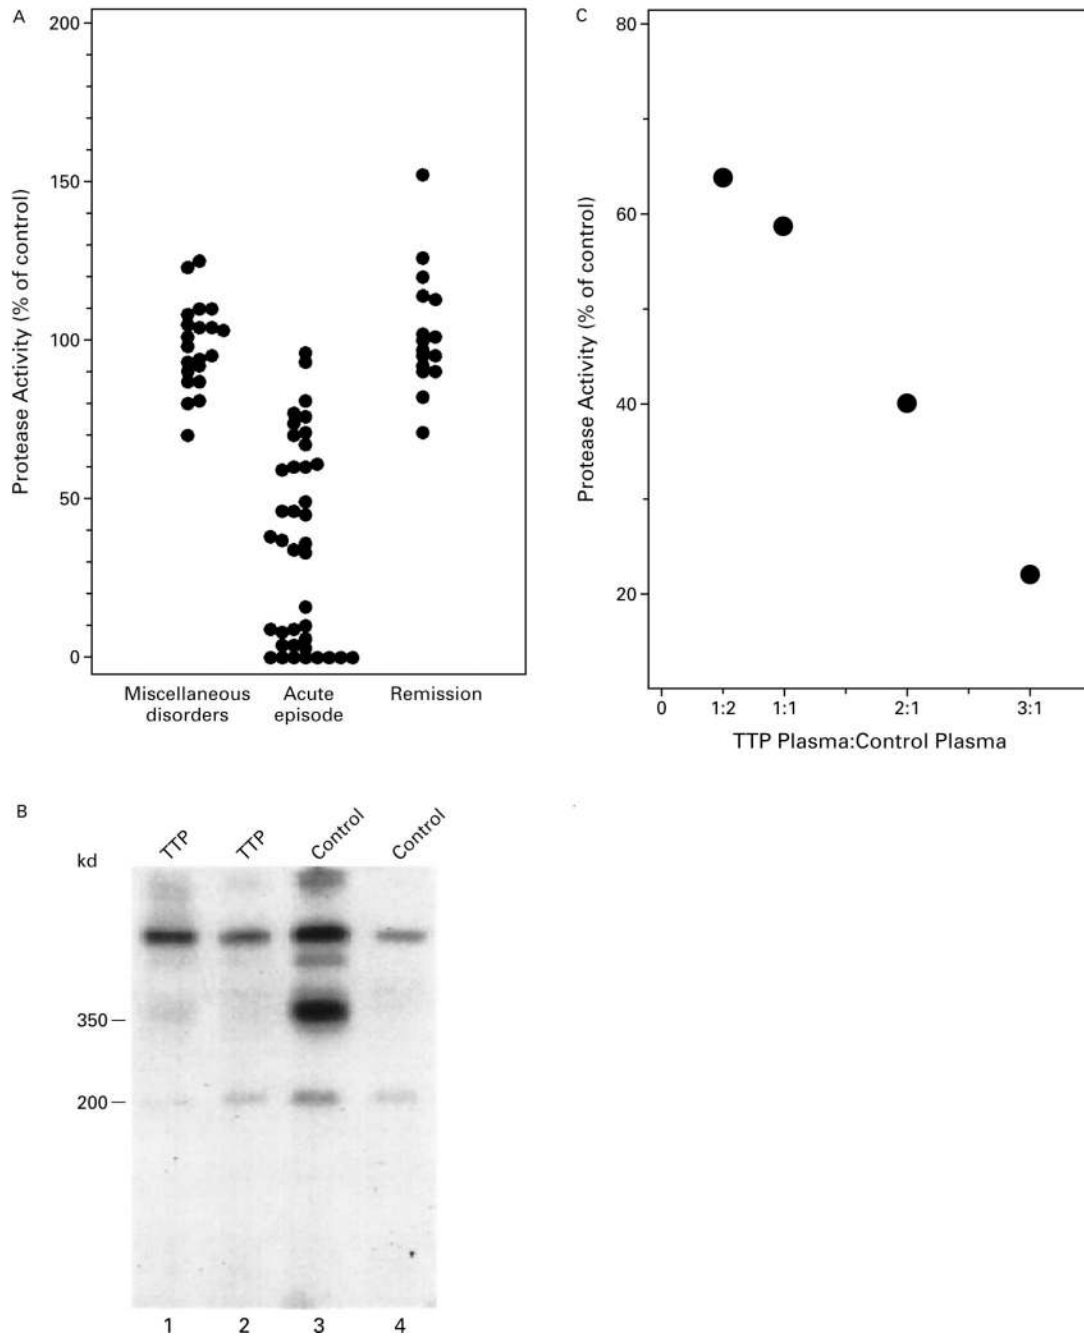 A
Protease Activity (% of control)
200
150
100
50
0
Miscellaneous disorders
Acute episode
Remission
C
Protease Activity (% of control)
80
60
40
20
0 1:2 1:1 2:1 3:1
TTP Plasma:Control Plasma
B
kd
TTP TTP Control Control
350
200
1 2 3 4